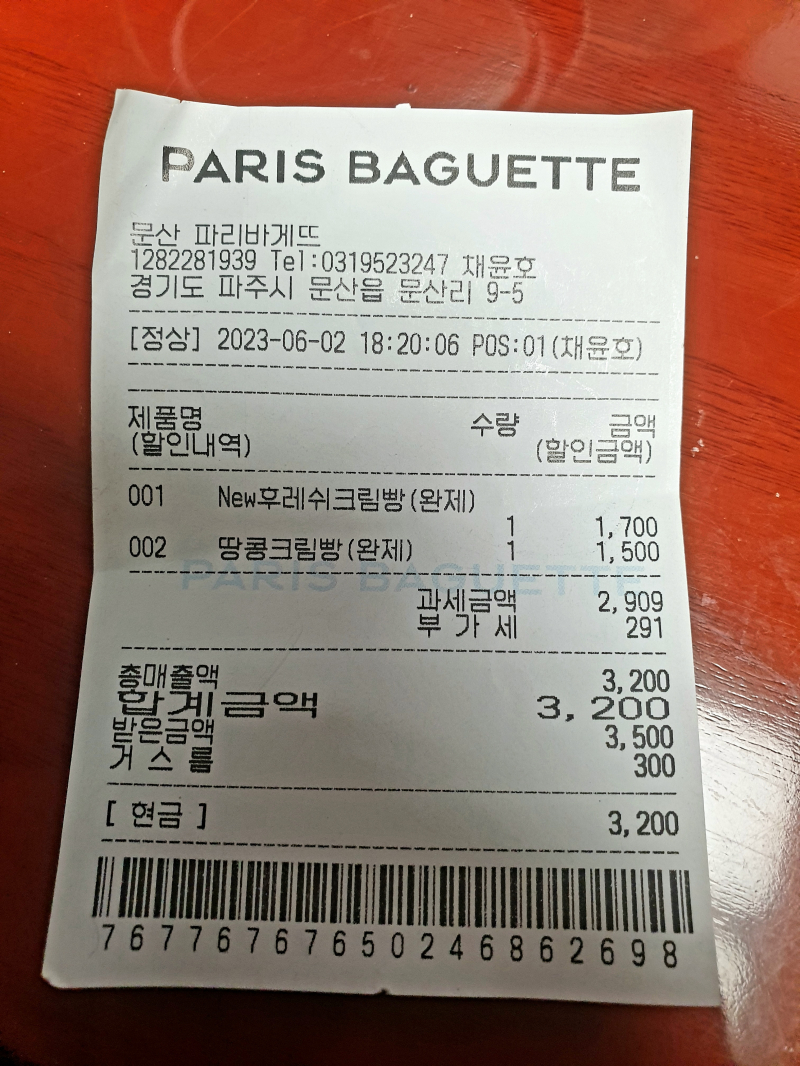 PARIS BAGUETTE
문산 파리바게뜨
1282281939 Tel:0319523247 채윤호
경기도 파주시 문산읍 문산리 9-5
[정상] 2023-06-02 18:20:06 POS:01(채윤호)
제품명 수량 금액
(할인내역) (할인금액)
001 New후레쉬크림빵(완제)
1 1,700
002 땅콩크림빵(완제) 1 1,500
PARIS BAGUETTE
과세금액 2,909
부 가 세 291
총매출액 3,200
합계금액 3,200
받은금액 3,500
거 스 름 300
[ 현금 ] 3,200
76776767650246862698